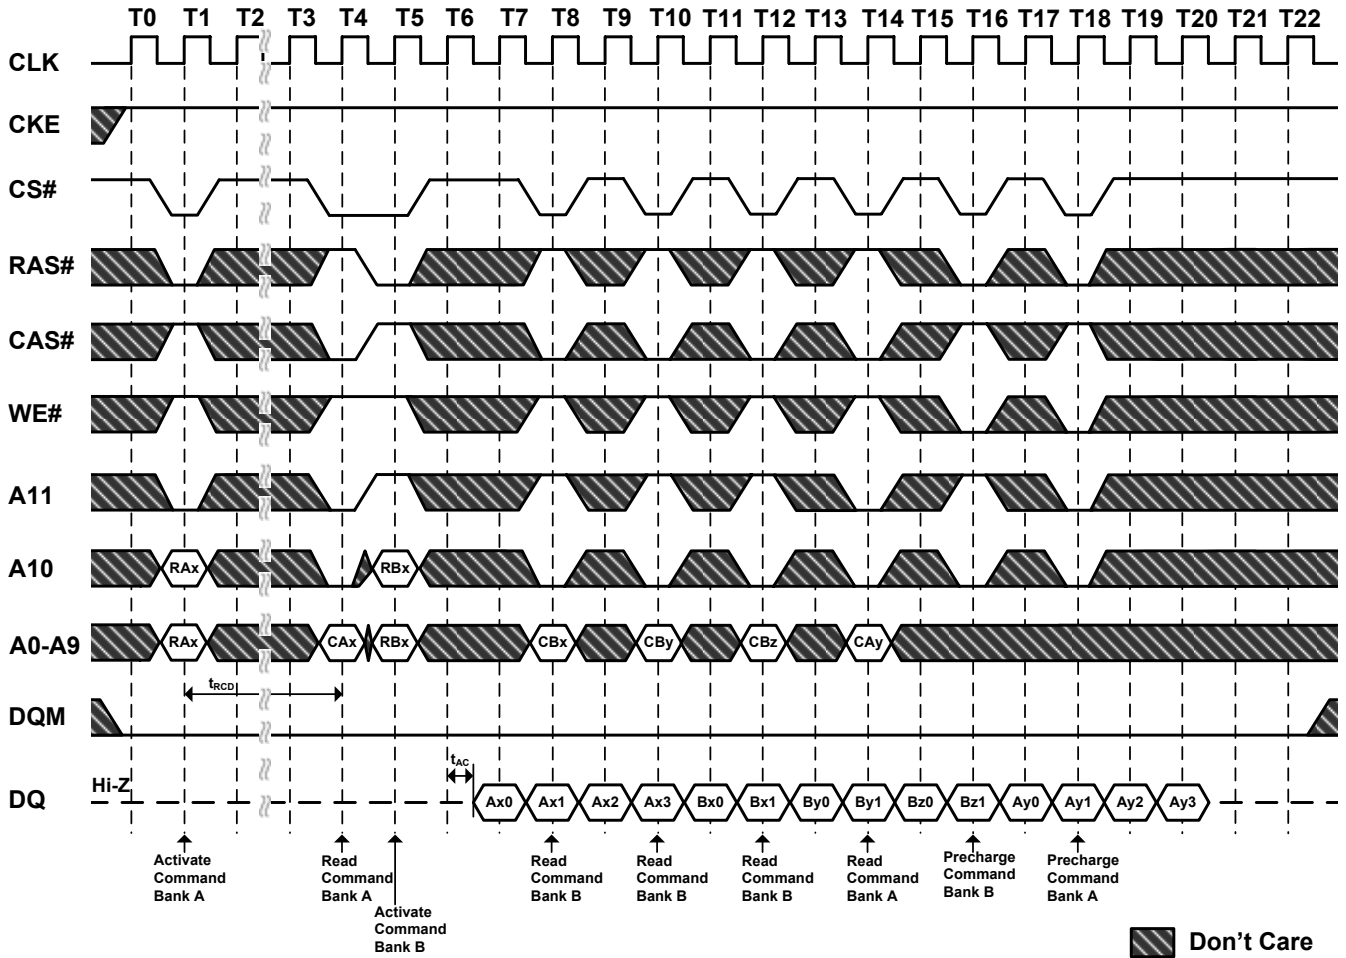 T0 T1 T2 T3 T4 T5 T6 T7 T8 T9 T10 T11 T12 T13 T14 T15 T16 T17 T18 T19 T20 T21 T22
CLK
CKE
CS#
RAS#
CAS#
WE#
A11
A10 RAx RBx
A0-A9 RAx CAx RBx CBx CBy CBz CAy
tRCD
DQM
tAC
Hi-Z
DQ Ax0 Ax1 Ax2 Ax3 Bx0 Bx1 By0 By1 Bz0 Bz1 Ay0 Ay1 Ay2 Ay3
Activate
Command
Bank A
Read
Command
Bank A
Activate
Command
Bank B
Read
Command
Bank B
Read
Command
Bank B
Read
Command
Bank B
Read
Command
Bank A
Precharge
Command
Bank B
Precharge
Command
Bank A
Don't Care